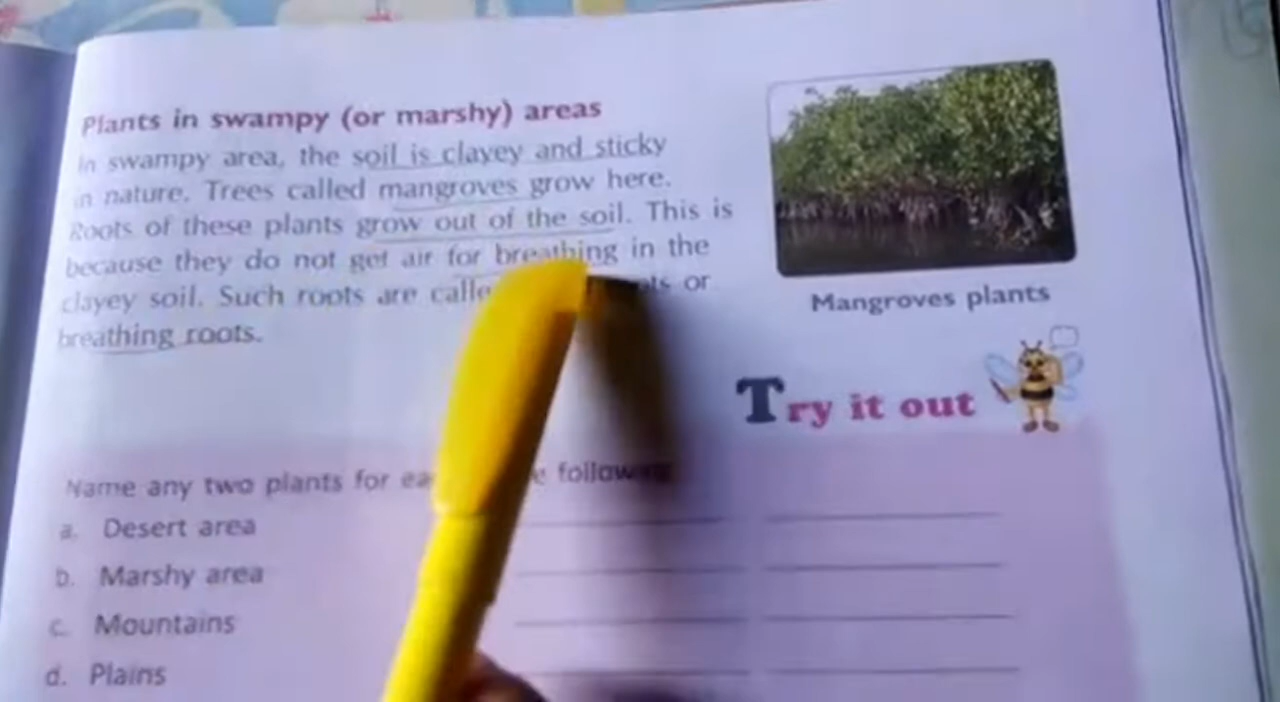 Plants in swampy (or marshy) areas
In swampy area, the soil is clayey and sticky
in nature. Trees called mangroves grow here.
Roots of these plants grow out of the soil. This is
because they do not get air for breathing in the
clayey soil. Such roots are or
breathing roots.
Mangroves plants
Try it out
Name any two plants for following
a. Desert area
b. Marshy area
c. Mountains
d. Plains